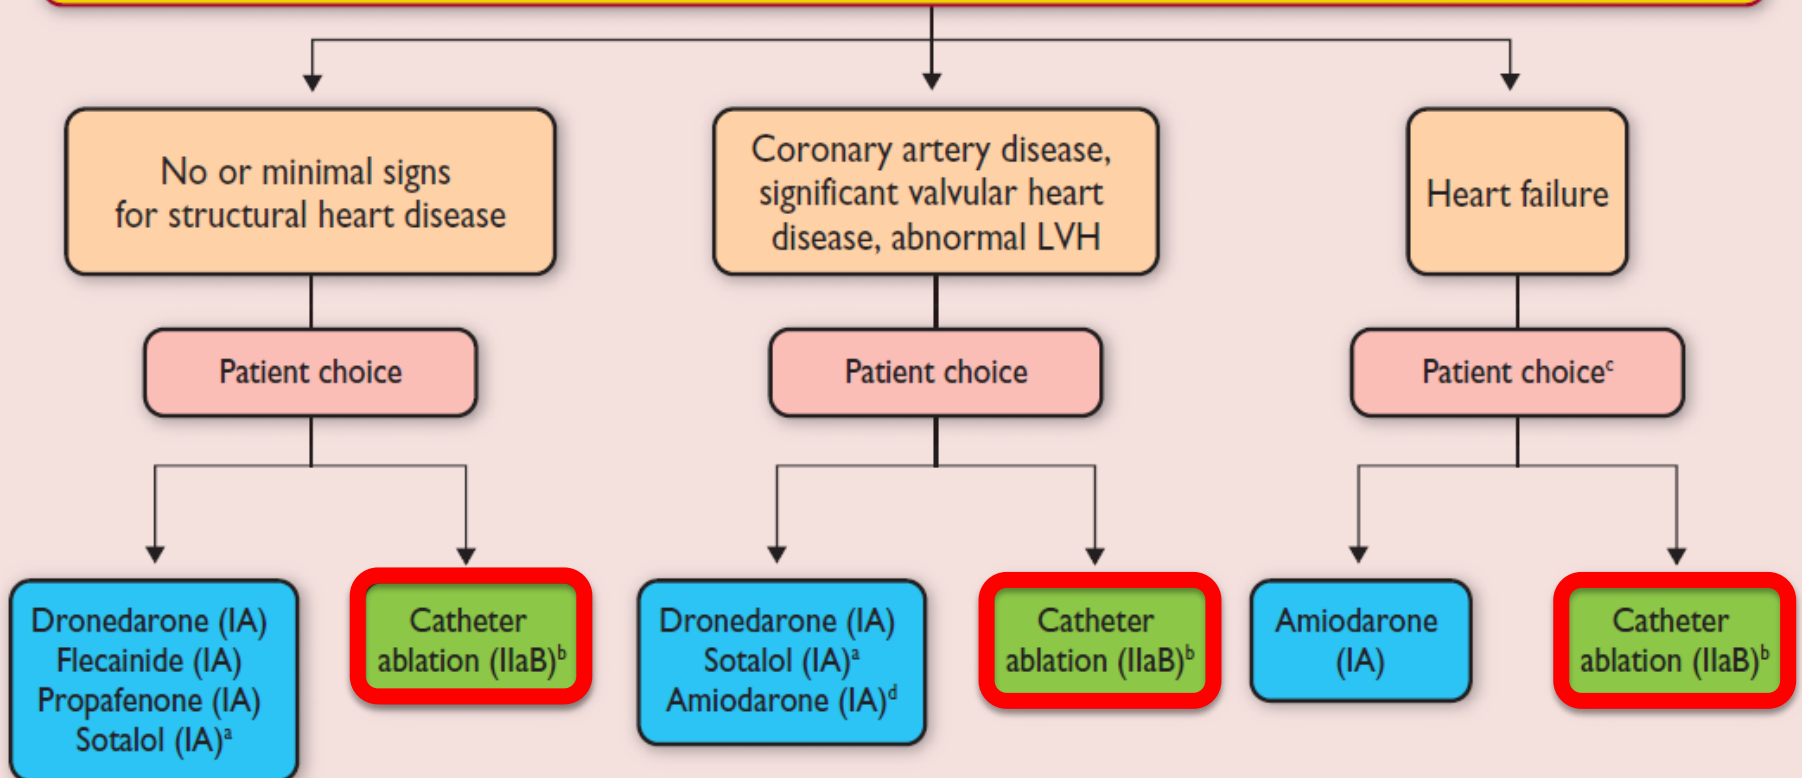 No or minimal signs
for structural heart disease
Coronary artery disease,
significant valvular heart
disease, abnormal LVH
Heart failure
Patient choice
Patient choice
Patient choiceᶜ
Dronedarone (IA)
Flecainide (IA)
Propafenone (IA)
Sotalol (IA)ᵃ
Catheter
ablation (IIaB)ᵇ
Dronedarone (IA)
Sotalol (IA)ᵃ
Amiodarone (IA)ᵈ
Catheter
ablation (IIaB)ᵇ
Amiodarone
(IA)
Catheter
ablation (IIaB)ᵇ